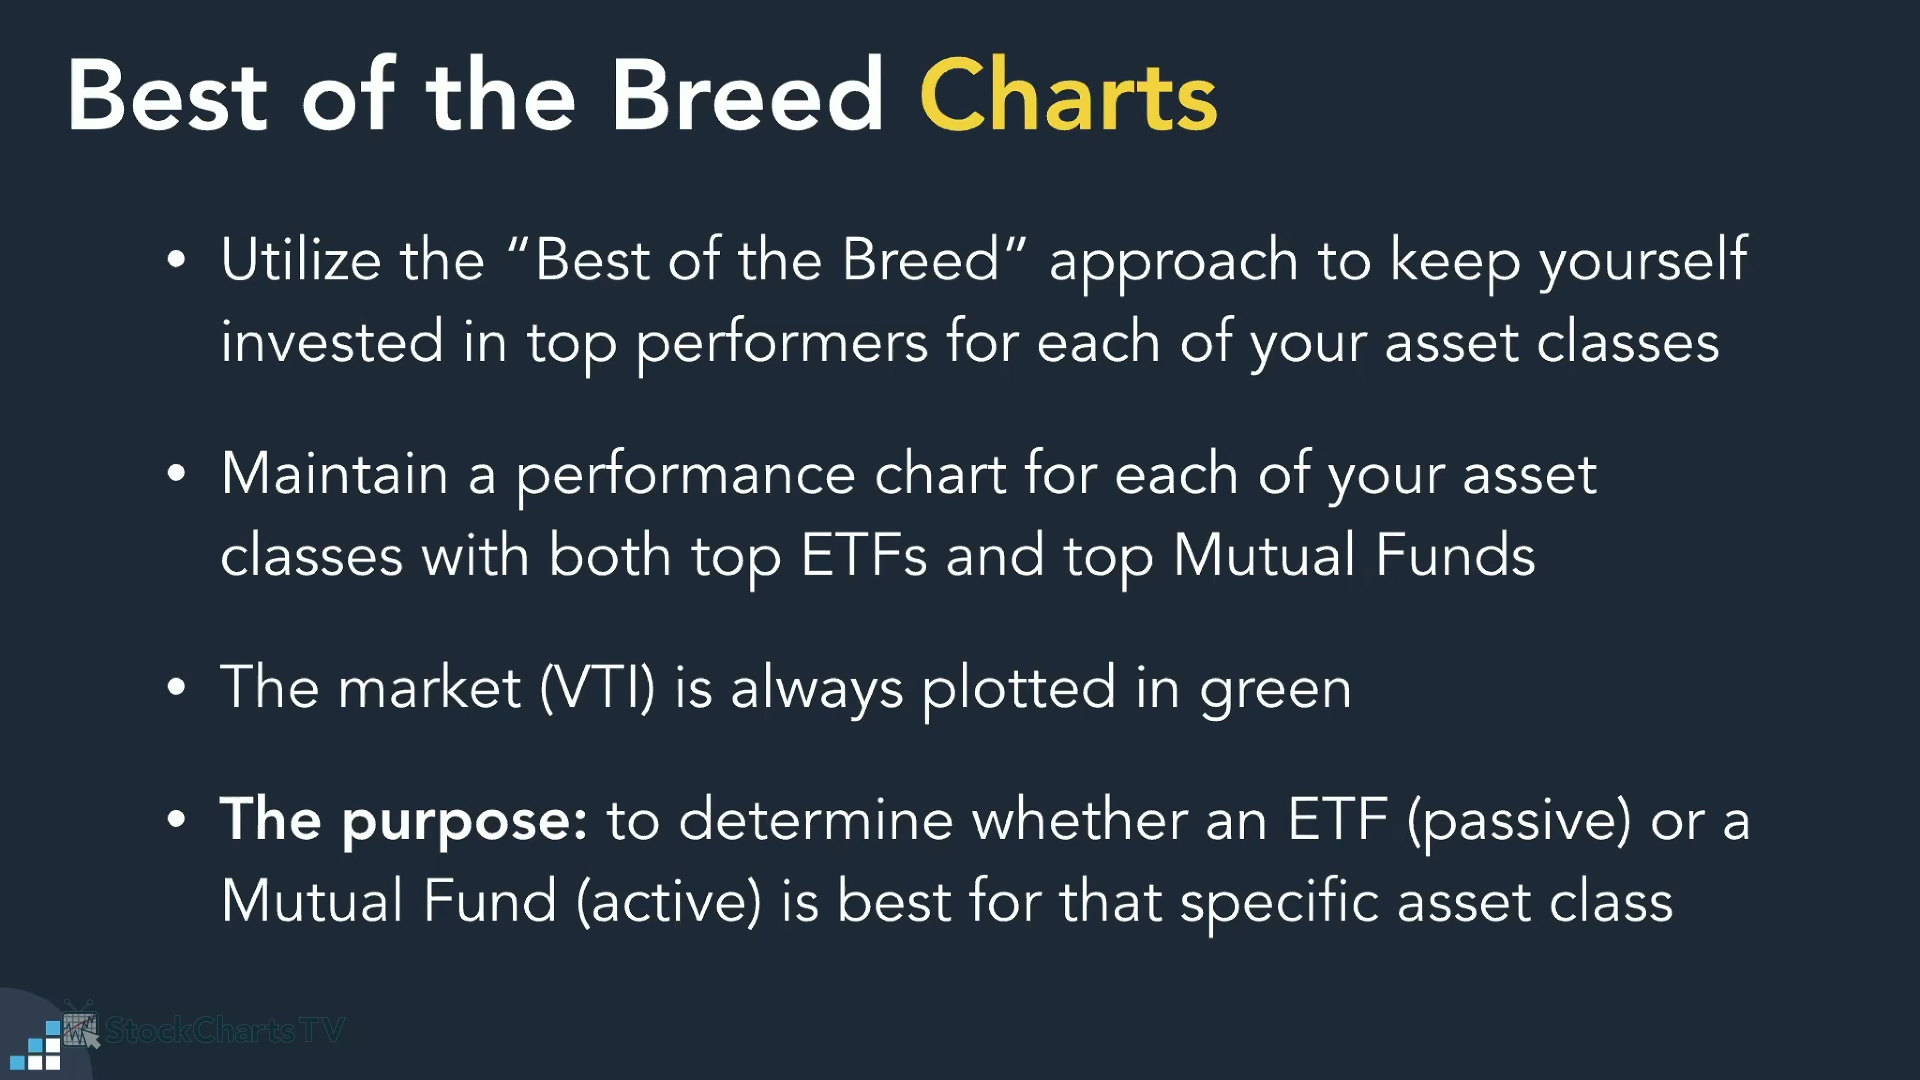 Best of the Breed Charts
• Utilize the “Best of the Breed” approach to keep yourself
invested in top performers for each of your asset classes
• Maintain a performance chart for each of your asset
classes with both top ETFs and top Mutual Funds
• The market (VTI) is always plotted in green
• The purpose: to determine whether an ETF (passive) or a
Mutual Fund (active) is best for that specific asset class
StockChartsTV